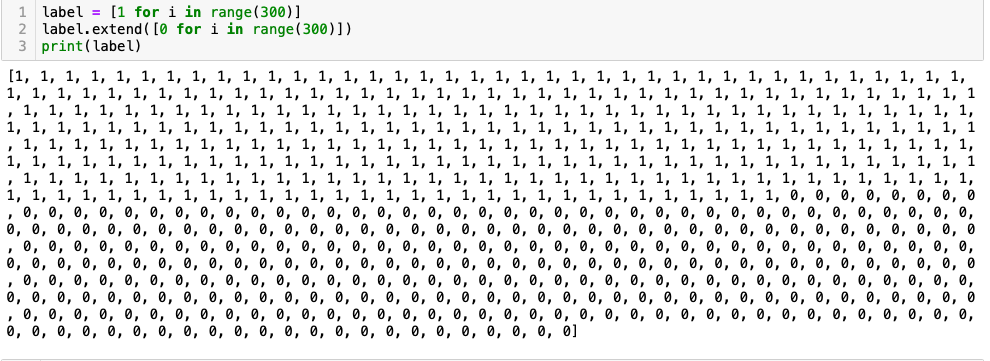 1 label = [1 for i in range(300)]
2 label.extend([0 for i in range(300)])
3 print(label)
[1, 1, 1, 1, 1, 1, 1, 1, 1, 1, 1, 1, 1, 1, 1, 1, 1, 1, 1, 1, 1, 1, 1, 1, 1, 1, 1, 1, 1, 1, 1, 1, 1, 1, 1, 1, 1, 1,
1, 1, 1, 1, 1, 1, 1, 1, 1, 1, 1, 1, 1, 1, 1, 1, 1, 1, 1, 1, 1, 1, 1, 1, 1, 1, 1, 1, 1, 1, 1, 1, 1, 1, 1, 1, 1, 1, 1
, 1, 1, 1, 1, 1, 1, 1, 1, 1, 1, 1, 1, 1, 1, 1, 1, 1, 1, 1, 1, 1, 1, 1, 1, 1, 1, 1, 1, 1, 1, 1, 1, 1, 1, 1, 1, 1, 1,
1, 1, 1, 1, 1, 1, 1, 1, 1, 1, 1, 1, 1, 1, 1, 1, 1, 1, 1, 1, 1, 1, 1, 1, 1, 1, 1, 1, 1, 1, 1, 1, 1, 1, 1, 1, 1, 1, 1
, 1, 1, 1, 1, 1, 1, 1, 1, 1, 1, 1, 1, 1, 1, 1, 1, 1, 1, 1, 1, 1, 1, 1, 1, 1, 1, 1, 1, 1, 1, 1, 1, 1, 1, 1, 1, 1, 1,
1, 1, 1, 1, 1, 1, 1, 1, 1, 1, 1, 1, 1, 1, 1, 1, 1, 1, 1, 1, 1, 1, 1, 1, 1, 1, 1, 1, 1, 1, 1, 1, 1, 1, 1, 1, 1, 1, 1
, 1, 1, 1, 1, 1, 1, 1, 1, 1, 1, 1, 1, 1, 1, 1, 1, 1, 1, 1, 1, 1, 1, 1, 1, 1, 1, 1, 1, 1, 1, 1, 1, 1, 1, 1, 1, 1, 1,
1, 1, 1, 1, 1, 1, 1, 1, 1, 1, 1, 1, 1, 1, 1, 1, 1, 1, 1, 1, 1, 1, 1, 1, 1, 1, 1, 1, 1, 1, 1, 0, 0, 0, 0, 0, 0, 0, 0
, 0, 0, 0, 0, 0, 0, 0, 0, 0, 0, 0, 0, 0, 0, 0, 0, 0, 0, 0, 0, 0, 0, 0, 0, 0, 0, 0, 0, 0, 0, 0, 0, 0, 0, 0, 0, 0, 0,
0, 0, 0, 0, 0, 0, 0, 0, 0, 0, 0, 0, 0, 0, 0, 0, 0, 0, 0, 0, 0, 0, 0, 0, 0, 0, 0, 0, 0, 0, 0, 0, 0, 0, 0, 0, 0, 0, 0
, 0, 0, 0, 0, 0, 0, 0, 0, 0, 0, 0, 0, 0, 0, 0, 0, 0, 0, 0, 0, 0, 0, 0, 0, 0, 0, 0, 0, 0, 0, 0, 0, 0, 0, 0, 0, 0, 0,
0, 0, 0, 0, 0, 0, 0, 0, 0, 0, 0, 0, 0, 0, 0, 0, 0, 0, 0, 0, 0, 0, 0, 0, 0, 0, 0, 0, 0, 0, 0, 0, 0, 0, 0, 0, 0, 0, 0
, 0, 0, 0, 0, 0, 0, 0, 0, 0, 0, 0, 0, 0, 0, 0, 0, 0, 0, 0, 0, 0, 0, 0, 0, 0, 0, 0, 0, 0, 0, 0, 0, 0, 0, 0, 0, 0, 0,
0, 0, 0, 0, 0, 0, 0, 0, 0, 0, 0, 0, 0, 0, 0, 0, 0, 0, 0, 0, 0, 0, 0, 0, 0, 0, 0, 0, 0, 0, 0, 0, 0, 0, 0, 0, 0, 0, 0
, 0, 0, 0, 0, 0, 0, 0, 0, 0, 0, 0, 0, 0, 0, 0, 0, 0, 0, 0, 0, 0, 0, 0, 0, 0, 0, 0, 0, 0, 0, 0, 0, 0, 0, 0, 0, 0, 0,
0, 0, 0, 0, 0, 0, 0, 0, 0, 0, 0, 0, 0, 0, 0, 0, 0, 0, 0, 0, 0, 0, 0]